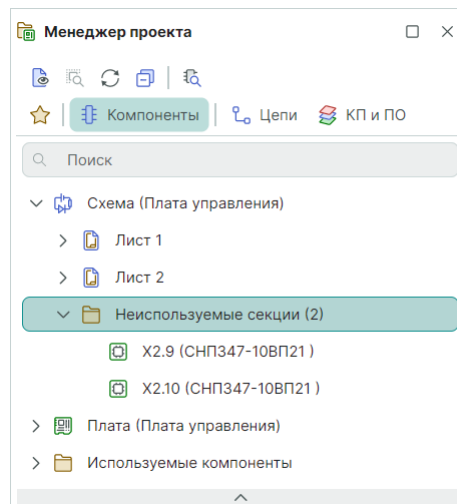 Менеджер проекта
Компоненты Цепи КП и ПО
Поиск
Схема (Плата управления)
Лист 1
Лист 2
Неиспользуемые секции (2)
X2.9 (СНП347-10ВП21 )
X2.10 (СНП347-10ВП21 )
Плата (Плата управления)
Используемые компоненты